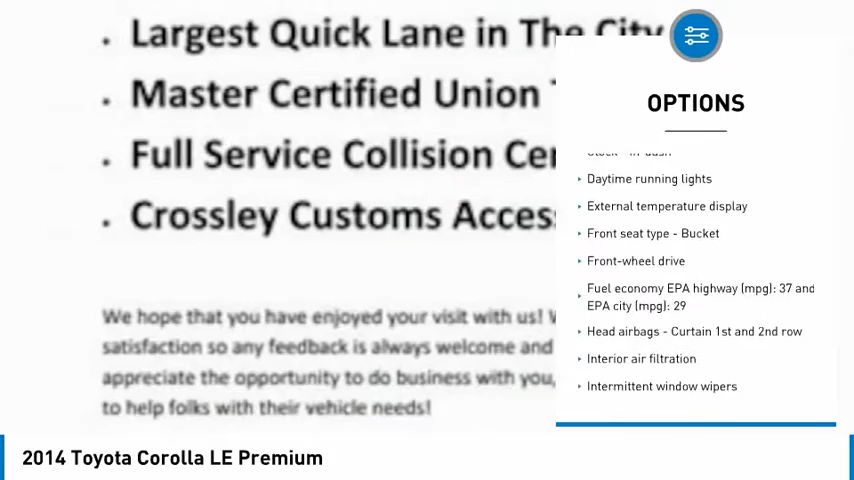 Largest Quick Lane in The City
Master Certified Union
Full Service Collision
Crossley Customs
We hope that you have enjoyed your visit with us!
satisfaction so any feedback is always welcome and
appreciate the opportunity to do business with you,
to help folks with their vehicle needs!
OPTIONS
Daytime running lights
External temperature display
Front seat type - Bucket
Front-wheel drive
Fuel economy EPA highway (mpg): 37 and
EPA city (mpg): 29
Head airbags - Curtain 1st and 2nd row
Interior air filtration
Intermittent window wipers
2014 Toyota Corolla LE Premium